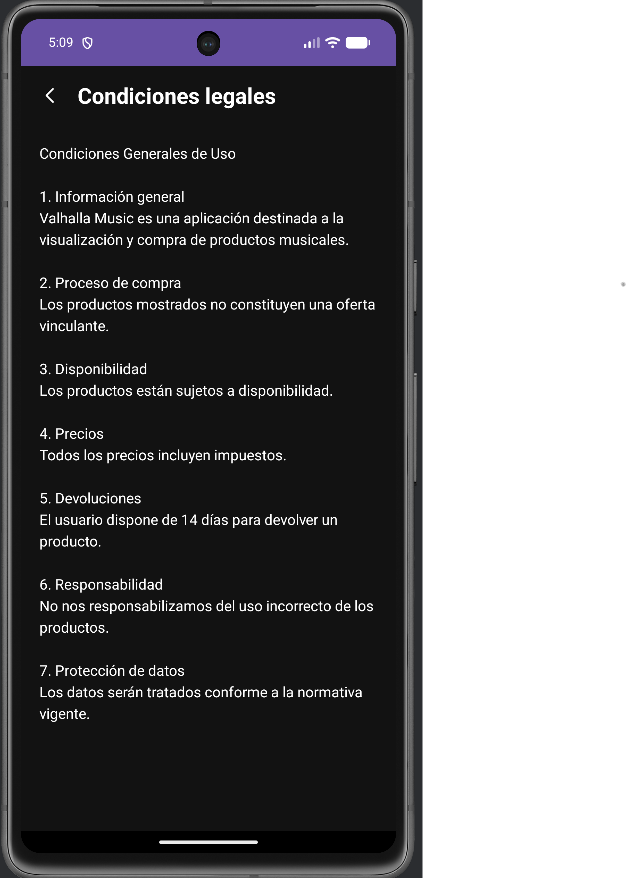 5:09
Condiciones legales
Condiciones Generales de Uso
1. Información general
Valhalla Music es una aplicación destinada a la
visualización y compra de productos musicales.
2. Proceso de compra
Los productos mostrados no constituyen una oferta
vinculante.
3. Disponibilidad
Los productos están sujetos a disponibilidad.
4. Precios
Todos los precios incluyen impuestos.
5. Devoluciones
El usuario dispone de 14 días para devolver un
producto.
6. Responsabilidad
No nos responsabilizamos del uso incorrecto de los
productos.
7. Protección de datos
Los datos serán tratados conforme a la normativa
vigente.